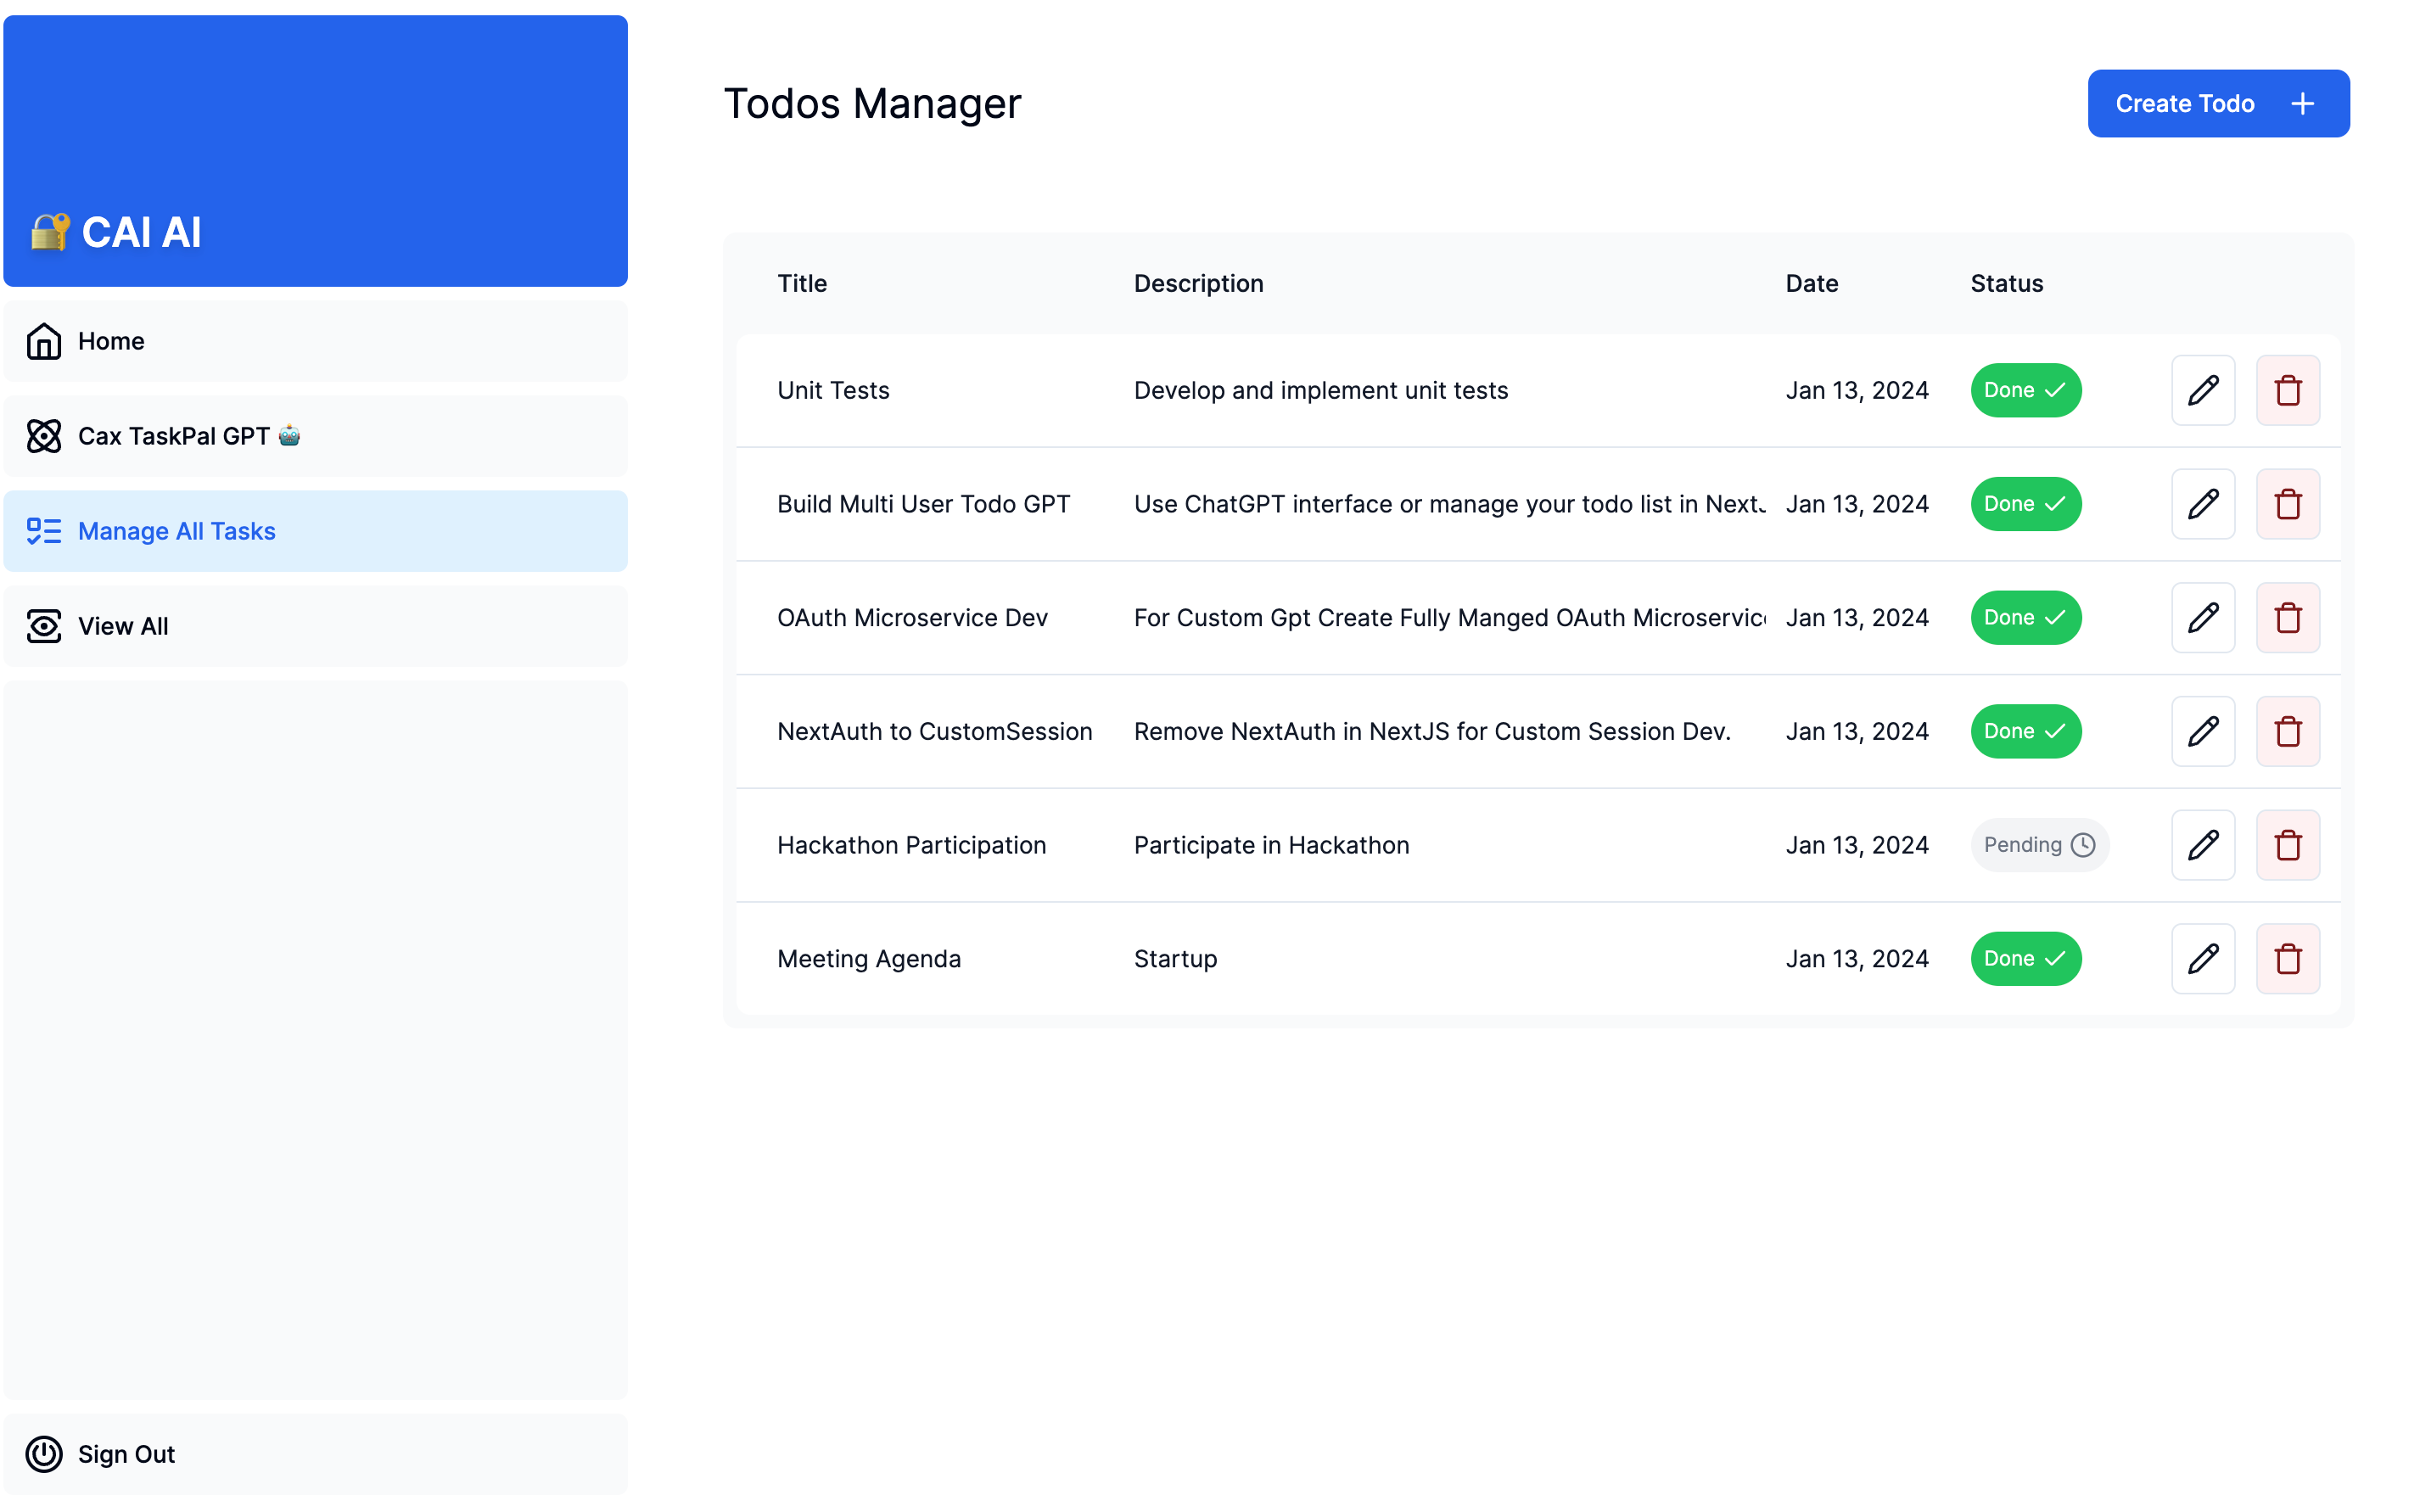 🔐 CAI AI
Home
Cax TaskPal GPT 🤖
Manage All Tasks
View All
Sign Out
Todos Manager
Create Todo +
Title Description Date Status
Unit Tests Develop and implement unit tests Jan 13, 2024 Done
Build Multi User Todo GPT Use ChatGPT interface or manage your todo list in NextJ Jan 13, 2024 Done
OAuth Microservice Dev For Custom Gpt Create Fully Manged OAuth Microservic Jan 13, 2024 Done
NextAuth to CustomSession Remove NextAuth in NextJS for Custom Session Dev. Jan 13, 2024 Done
Hackathon Participation Participate in Hackathon Jan 13, 2024 Pending
Meeting Agenda Startup Jan 13, 2024 Done